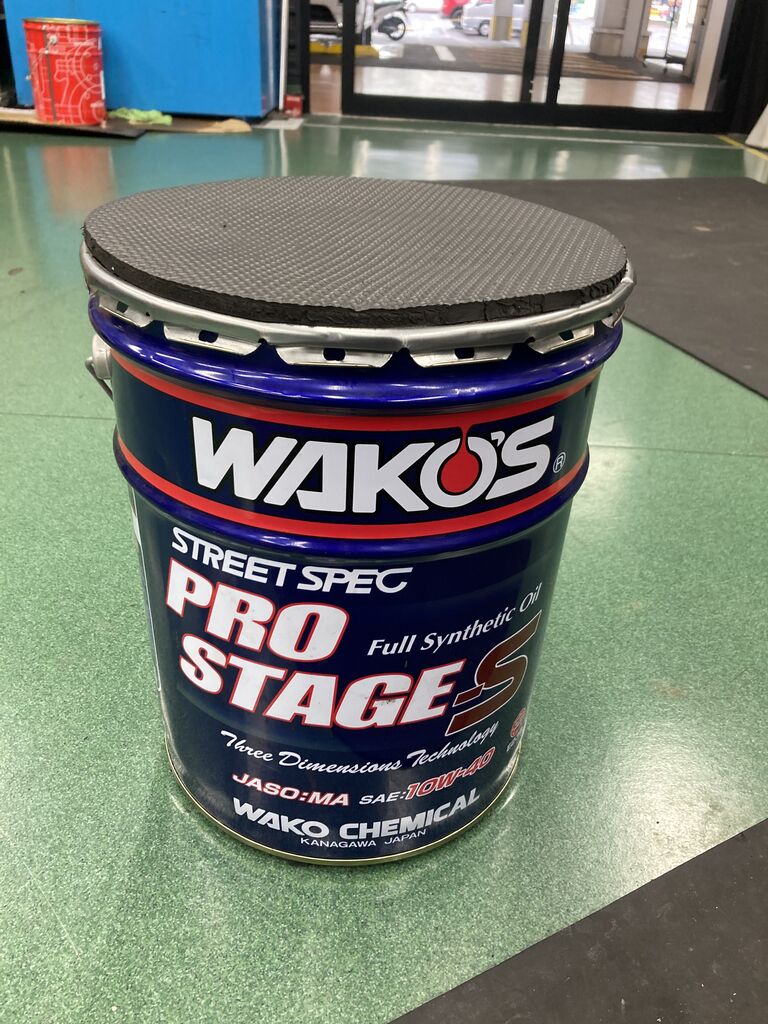 WAKO'S®
STREET SPEC
PRO
Full Synthetic Oil
STAGE-S
Three Dimensions Technology
JASO:MA SAE:10W-40
WAKO CHEMICAL
KANAGAWA JAPAN